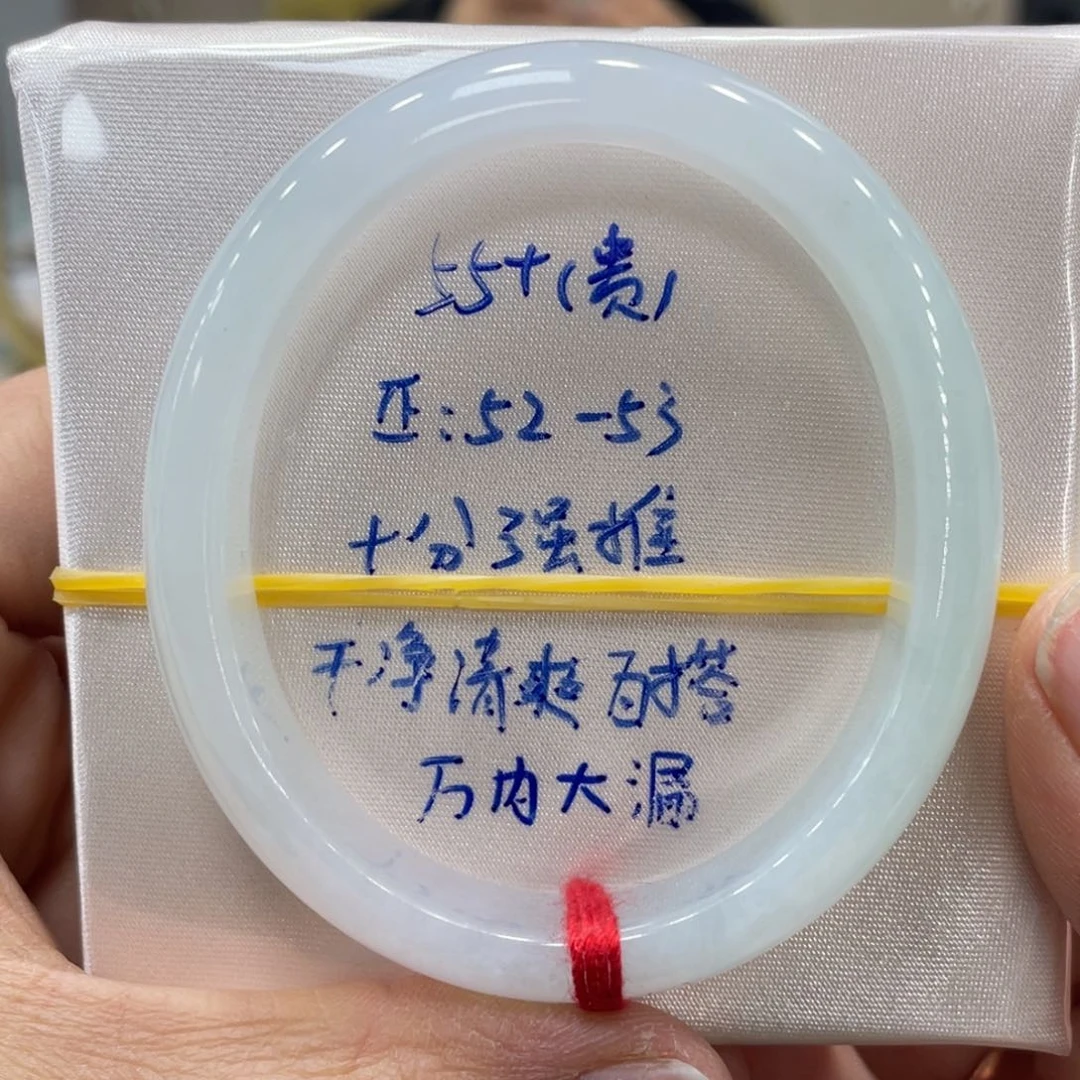 55+(贵)
正:52-53
十分强推
干净清爽百搭
万内大漏